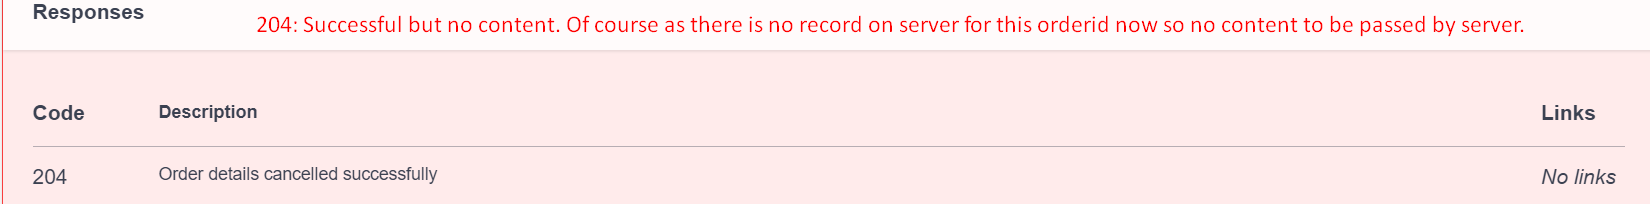 Responses
204: Successful but no content. Of course as there is no record on server for this orderid now so no content to be passed by server.
Code Description Links
204 Order details cancelled successfully No links